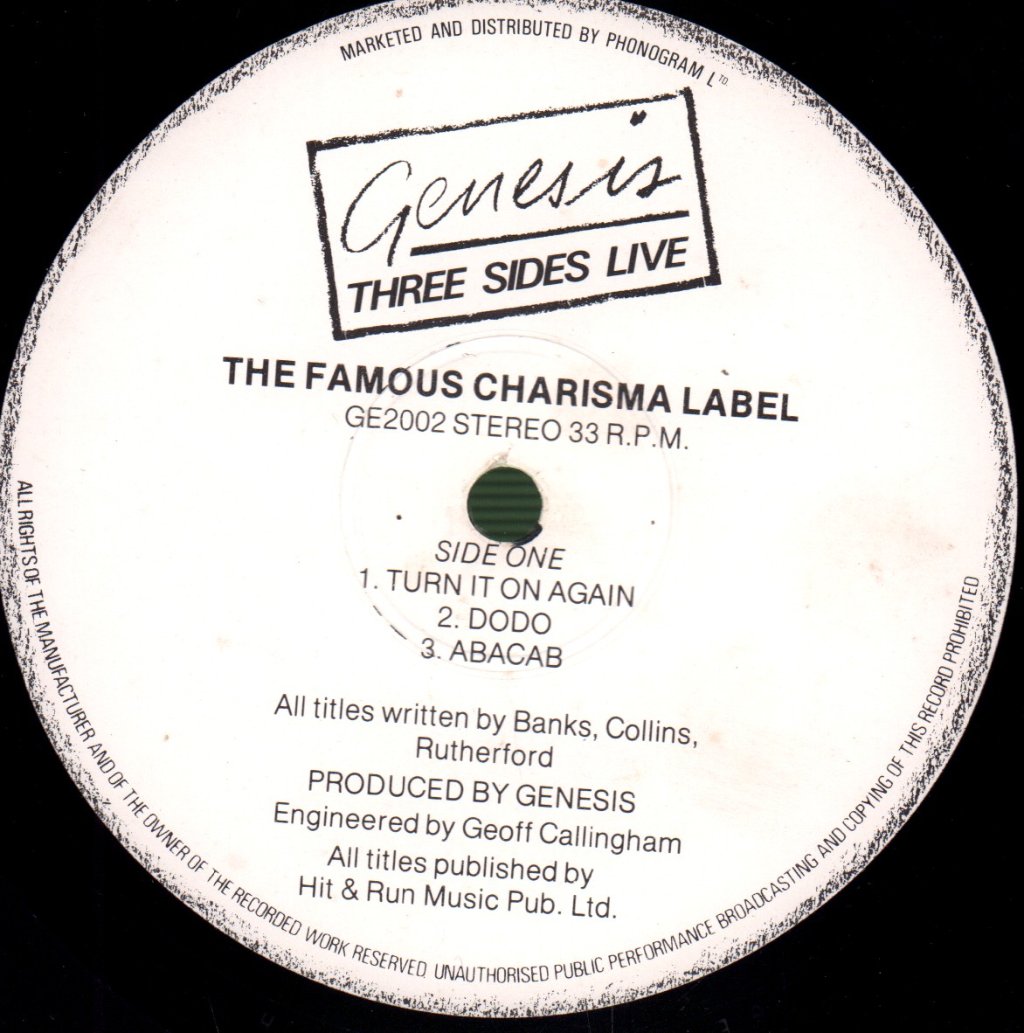 MARKETED AND DISTRIBUTED BY PHONOGRAM LTD
Genesis
THREE SIDES LIVE
THE FAMOUS CHARISMA LABEL
GE2002 STEREO 33 R.P.M.
SIDE ONE
1. TURN IT ON AGAIN
2. DODO
3. ABACAB
All titles written by Banks, Collins,
Rutherford
PRODUCED BY GENESIS
Engineered by Geoff Callingham
All titles published by
Hit & Run Music Pub. Ltd.
ALL RIGHTS OF THE MANUFACTURER AND OF THE OWNER OF THE RECORDED WORK RESERVED. UNAUTHORISED PUBLIC PERFORMANCE BROADCASTING AND COPYING OF THIS RECORD PROHIBITED